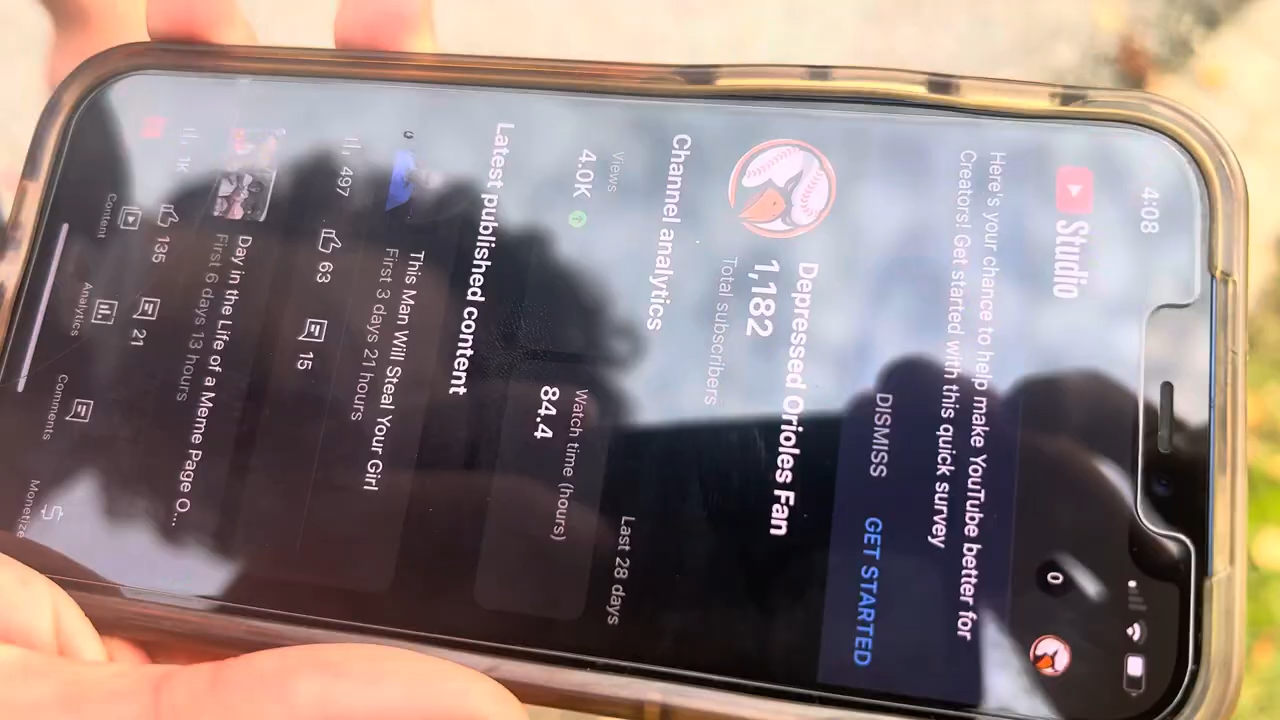 4:08
Studio
Here's your chance to help make YouTube better for
Creators! Get started with this quick survey
DISMISS
GET STARTED
Depressed Orioles Fan
1,182
Total subscribers
Channel analytics
Last 28 days
Views
4.0K
Watch time (hours)
84.4
Latest published content
This Man Will Steal Your Girl
First 3 days 21 hours
497
63
15
Day in the Life of a Meme Page O...
First 6 days 13 hours
1K
135
21
Content
Analytics
Comments
Monetize